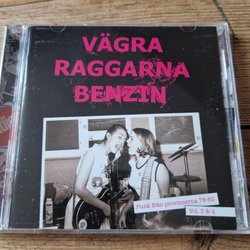 VÄGRA
RAGGARNA
BENZIN
Punk från provinserna 78-82
Vol. 3 & 4